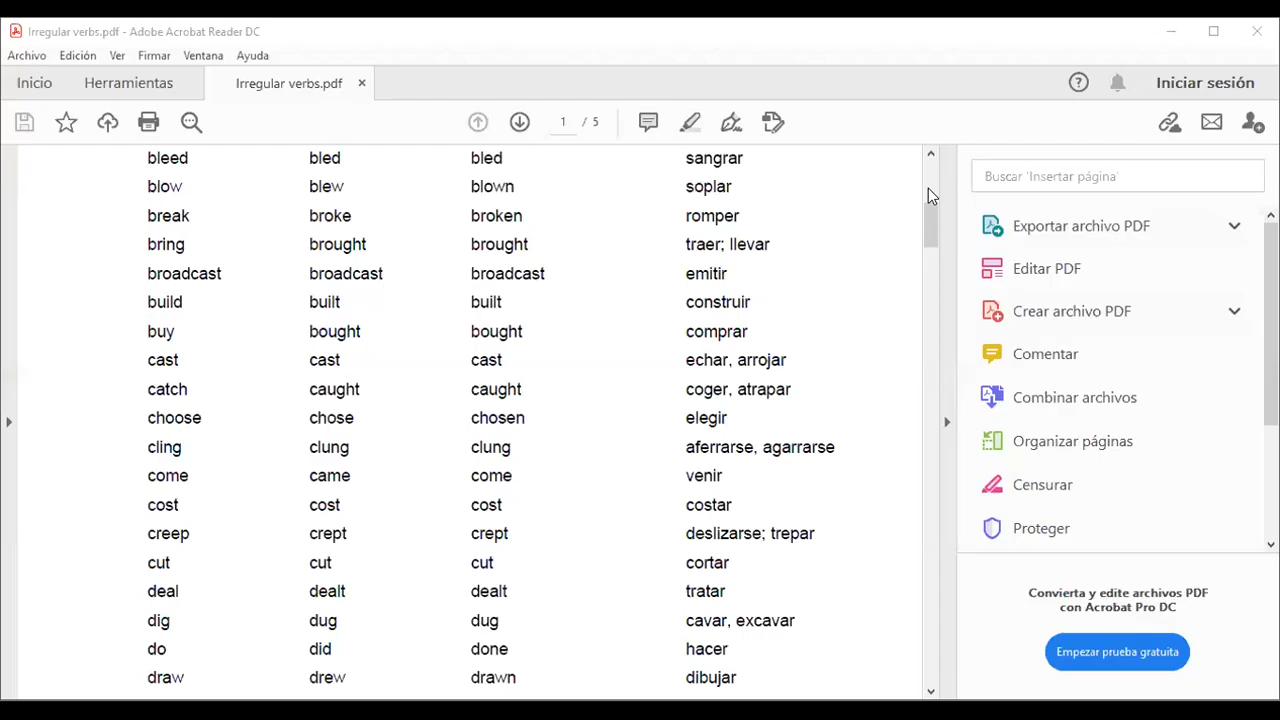 Irregular verbs.pdf - Adobe Acrobat Reader DC
Archivo Edición Ver Firmar Ventana Ayuda
Inicio Herramientas Irregular verbs.pdf × Iniciar sesión
1 / 5
bleed bled bled sangrar
blow blew blown soplar
break broke broken romper
bring brought brought traer; llevar
broadcast broadcast broadcast emitir
build built built construir
buy bought bought comprar
cast cast cast echar, arrojar
catch caught caught coger, atrapar
choose chose chosen elegir
cling clung clung aferrarse, agarrarse
come came come venir
cost cost cost costar
creep crept crept deslizarse; trepar
cut cut cut cortar
deal dealt dealt tratar
dig dug dug cavar, excavar
do did done hacer
draw drew drawn dibujar
Buscar 'Insertar página'
Exportar archivo PDF
Editar PDF
Crear archivo PDF
Comentar
Combinar archivos
Organizar páginas
Censurar
Proteger
Convierta y edite archivos PDF
con Acrobat Pro DC
Empezar prueba gratuita